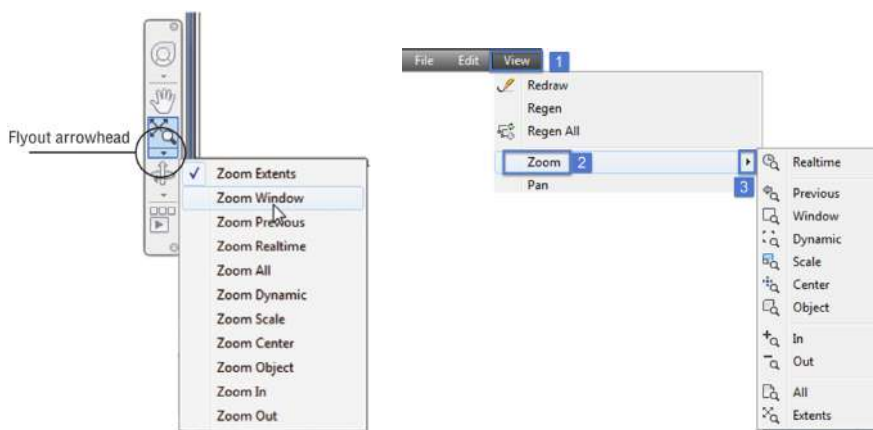 Flyout arrowhead
Zoom Extents
Zoom Window
Zoom Previous
Zoom Realtime
Zoom All
Zoom Dynamic
Zoom Scale
Zoom Center
Zoom Object
Zoom In
Zoom Out
File Edit View 1
Redraw
Regen
Regen All
Zoom 2
Pan 3
Realtime
Previous
Window
Dynamic
Scale
Center
Object
In
Out
All
Extents